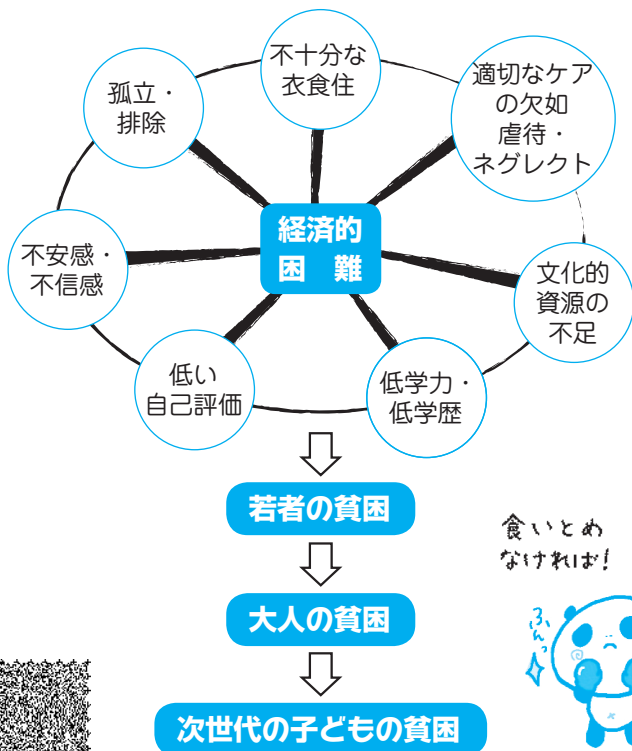 不十分な
衣食住
適切なケア
の欠如
虐待・
ネグレクト
孤立・
排除
経済的
困　難
不安感・
不信感
文化的
資源の
不足
低い
自己評価
低学力・
低学歴
若者の貧困
大人の貧困
次世代の子どもの貧困
食いとめ
なければ!
ふんっ